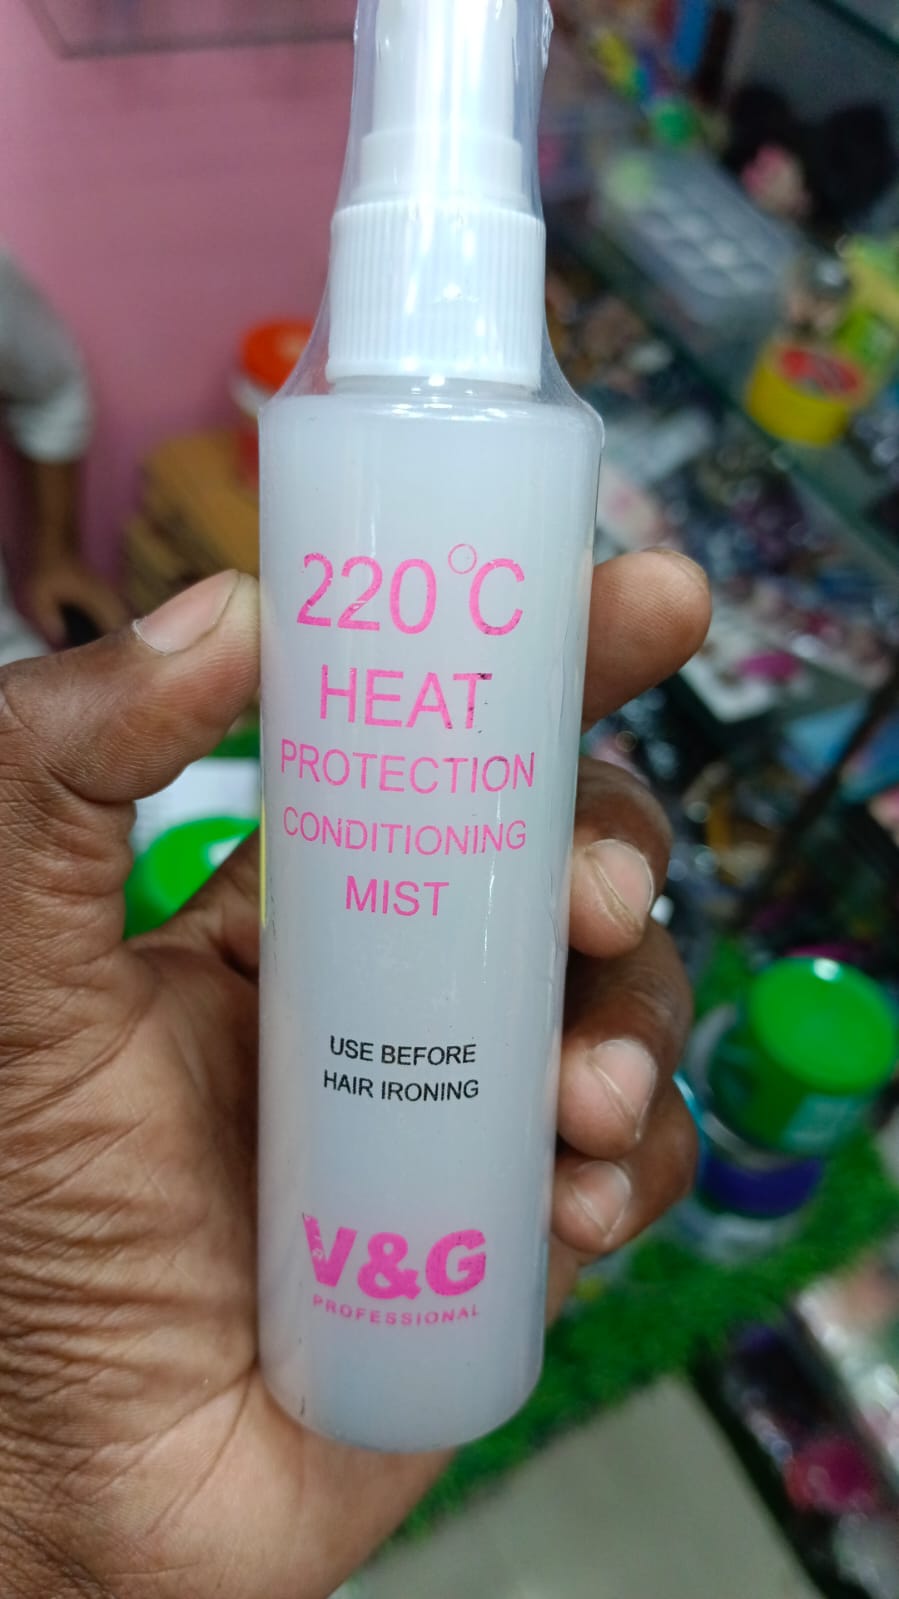 220°C
HEAT
PROTECTION
CONDITIONING
MIST
USE BEFORE
HAIR IRONING
V&G
PROFESSIONAL